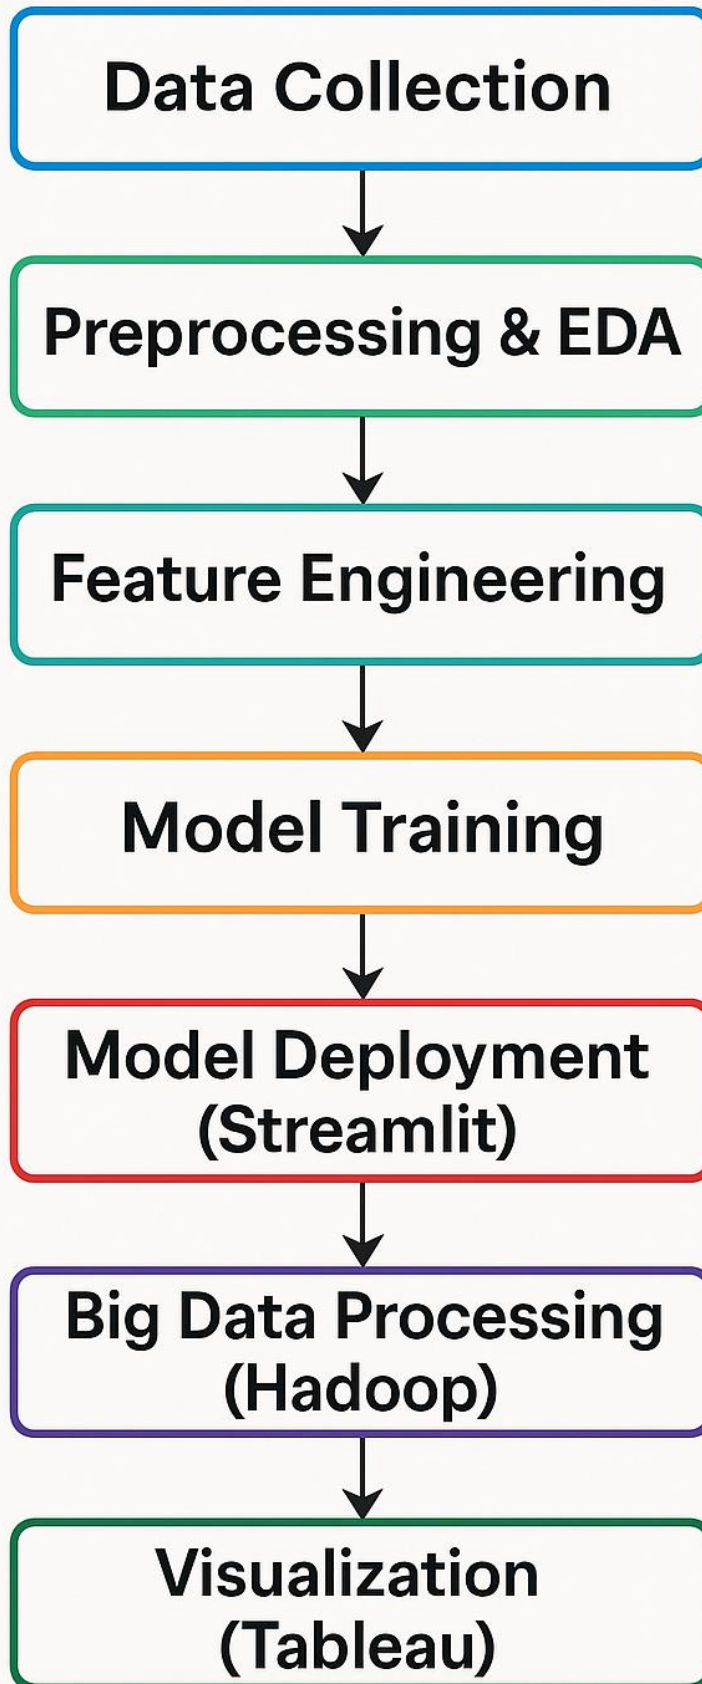 Data Collection
Preprocessing & EDA
Feature Engineering
Model Training
Model Deployment
(Streamlit)
Big Data Processing
(Hadoop)
Visualization
(Tableau)